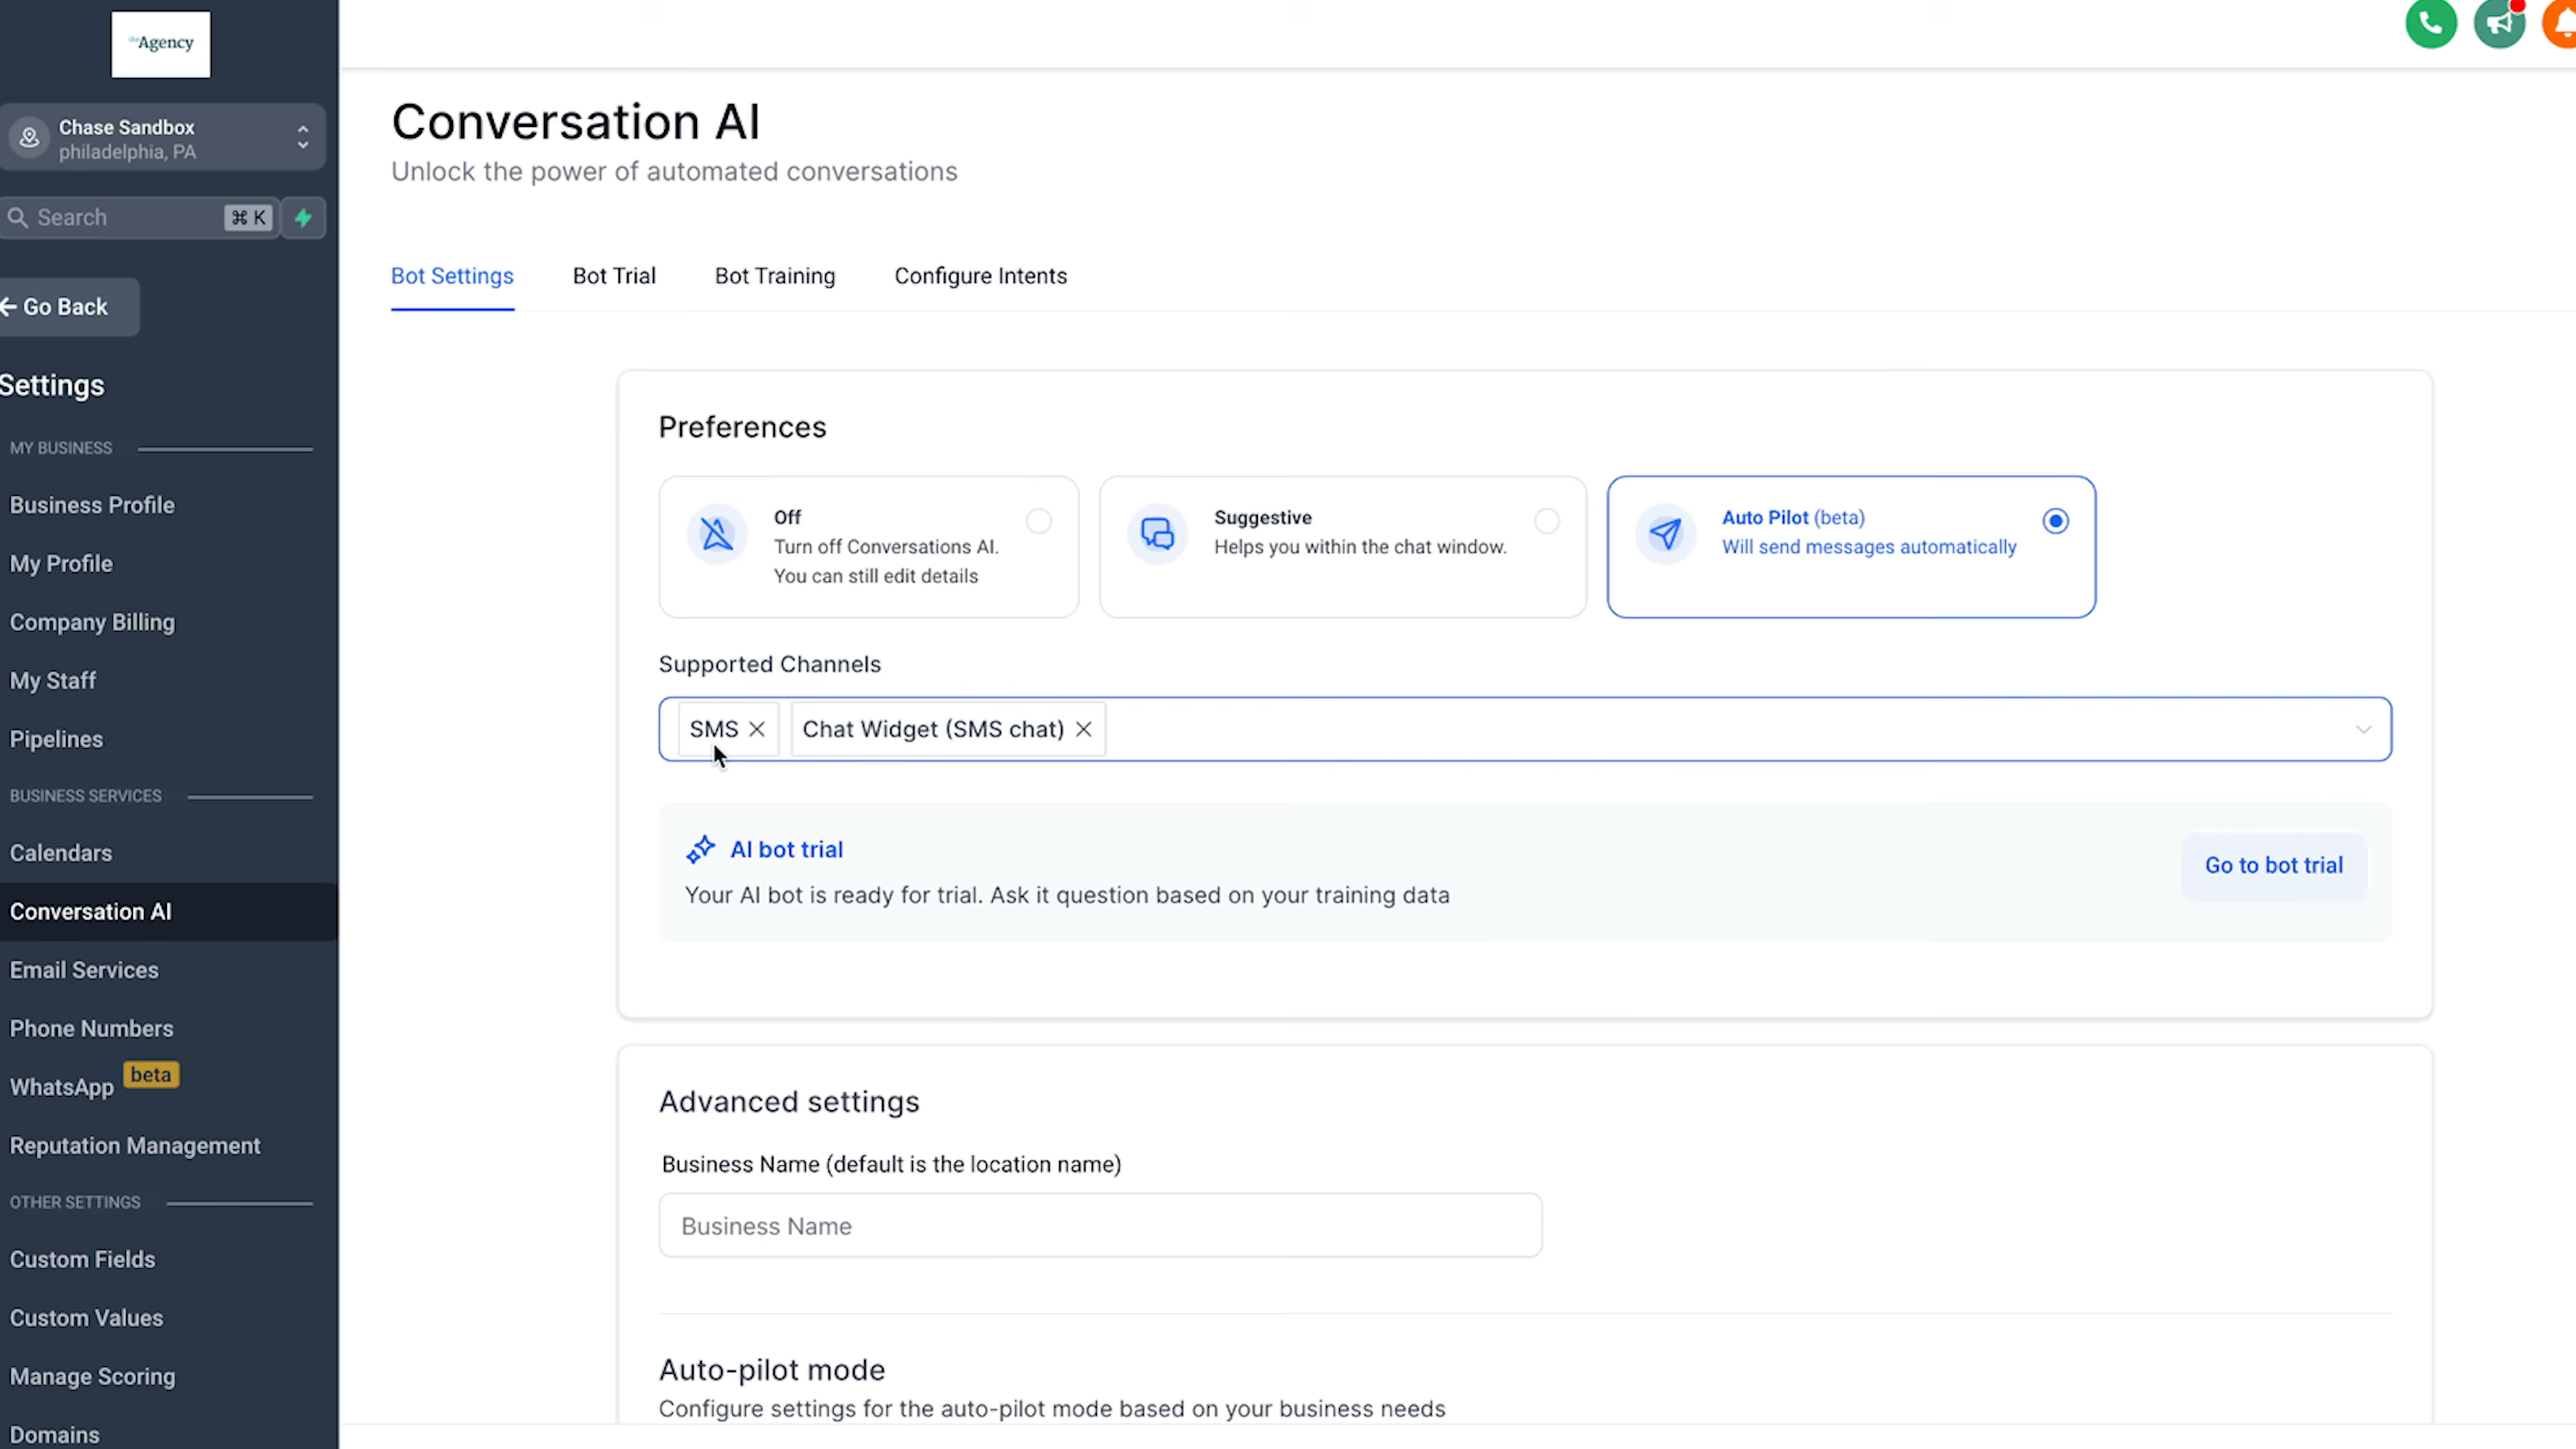 theAgency
Chase Sandbox
philadelphia, PA
Search
⌘ K
Go Back
Settings
MY BUSINESS
Business Profile
My Profile
Company Billing
My Staff
Pipelines
BUSINESS SERVICES
Calendars
Conversation AI
Email Services
Phone Numbers
WhatsApp beta
Reputation Management
OTHER SETTINGS
Custom Fields
Custom Values
Manage Scoring
Domains
Conversation AI
Unlock the power of automated conversations
Bot Settings Bot Trial Bot Training Configure Intents
Preferences
Off
Turn off Conversations AI.
You can still edit details
Suggestive
Helps you within the chat window.
Auto Pilot (beta)
Will send messages automatically
Supported Channels
SMS Chat Widget (SMS chat)
AI bot trial
Your AI bot is ready for trial. Ask it question based on your training data
Go to bot trial
Advanced settings
Business Name (default is the location name)
Business Name
Auto-pilot mode
Configure settings for the auto-pilot mode based on your business needs